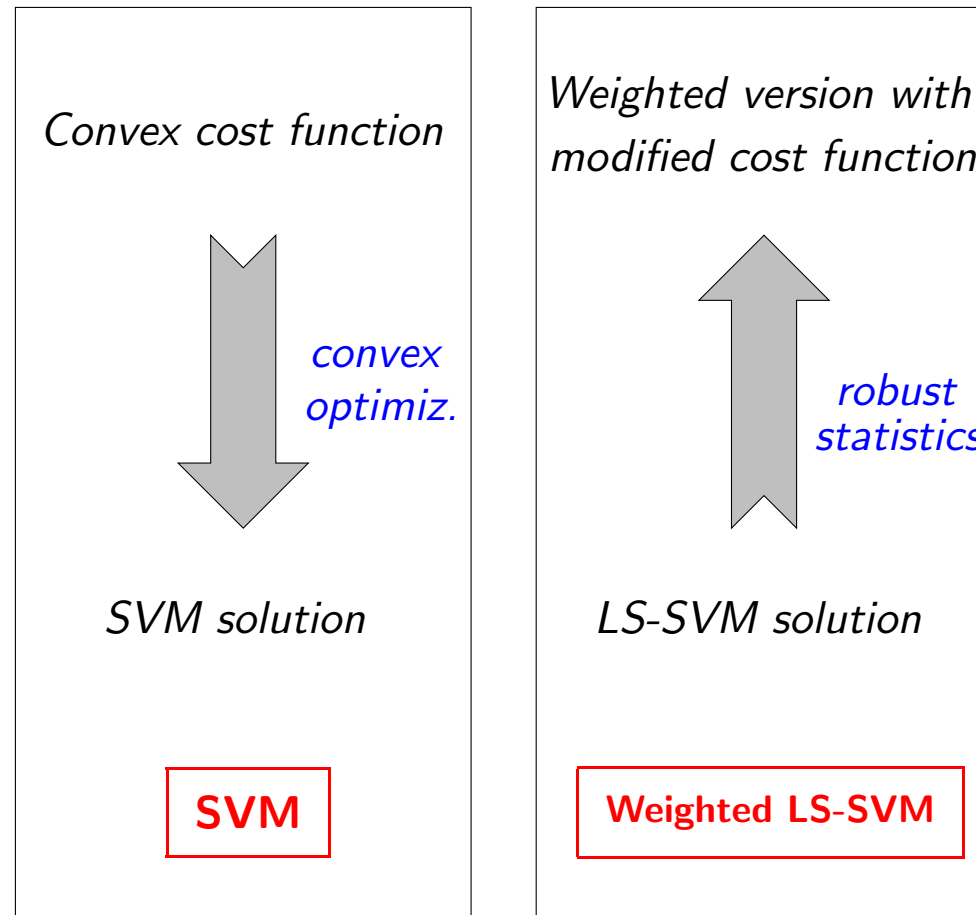 Convex cost function
convex
optimiz.
SVM solution
SVM
Weighted version with
modified cost function
robust
statistics
LS-SVM solution
Weighted LS-SVM